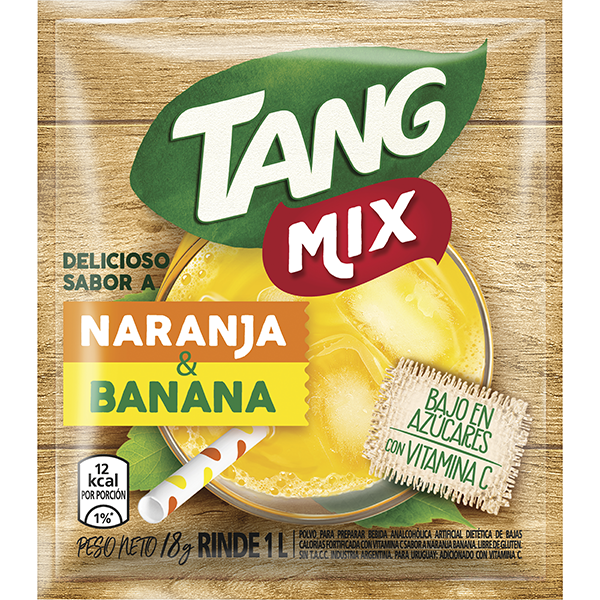 TANG
MIX
DELICIOSO
SABOR A
NARANJA
&
BANANA
BAJO EN
AZÚCARES
CON VITAMINA C
12
kcal
POR PORCIÓN
1%*
PESO NETO 18g RINDE 1 L
POLVO PARA PREPARAR BEBIDA ANALCOHÓLICA ARTIFICIAL DIETÉTICA DE BAJAS
CALORÍAS FORTIFICADA CON VITAMINA C SABOR A NARANJA BANANA. LIBRE DE GLUTEN.
SIN T.A.C.C. INDUSTRIA ARGENTINA. PARA URUGUAY: ADICIONADO CON VITAMINA C.